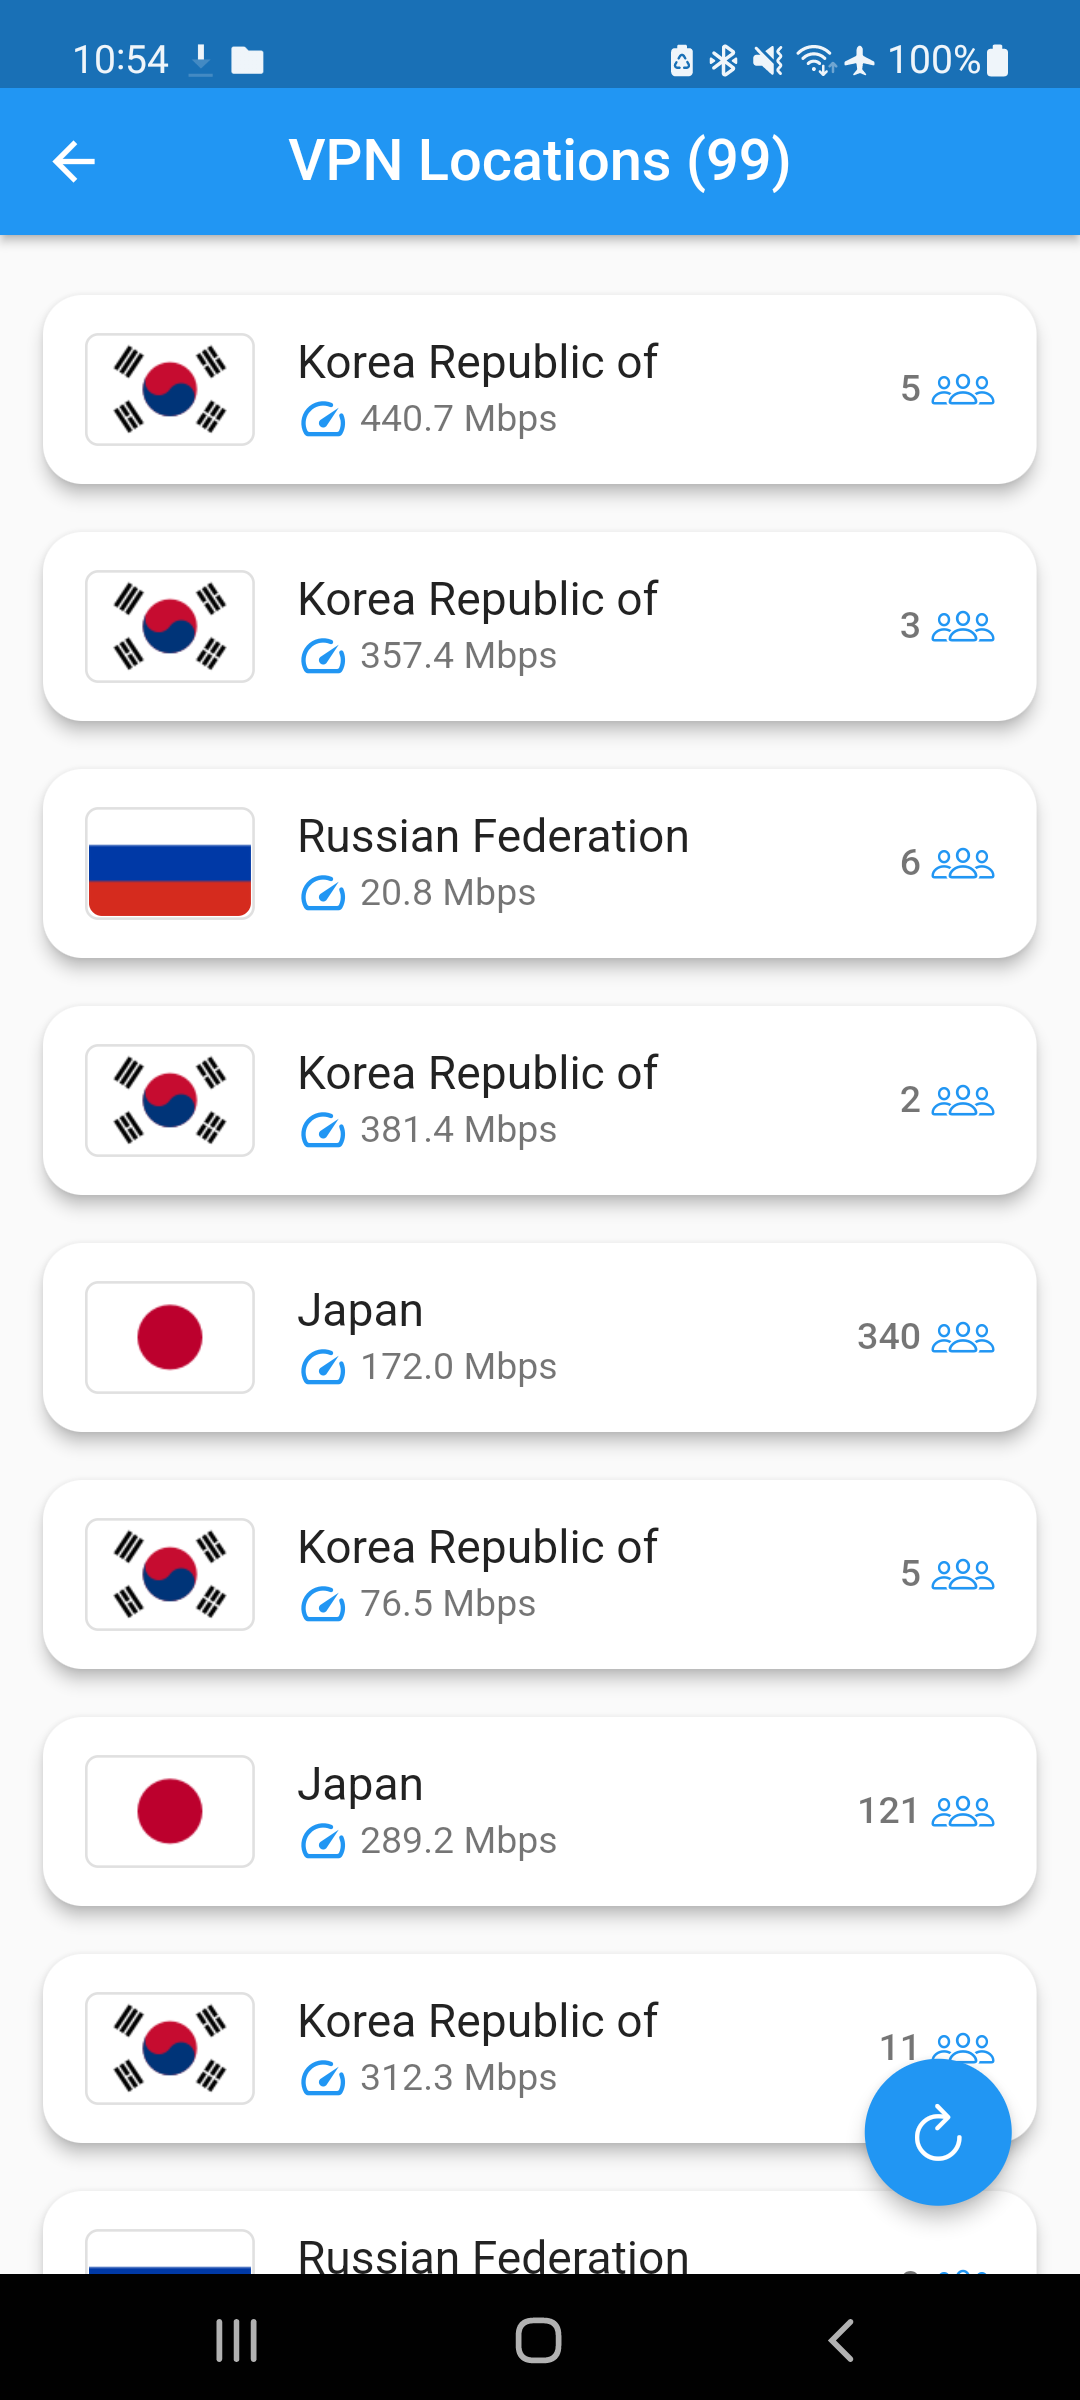 10:54
100%
VPN Locations (99)
Korea Republic of
440.7 Mbps
5
Korea Republic of
357.4 Mbps
3
Russian Federation
20.8 Mbps
6
Korea Republic of
381.4 Mbps
2
Japan
172.0 Mbps
340
Korea Republic of
76.5 Mbps
5
Japan
289.2 Mbps
121
Korea Republic of
312.3 Mbps
11
Russian Federation